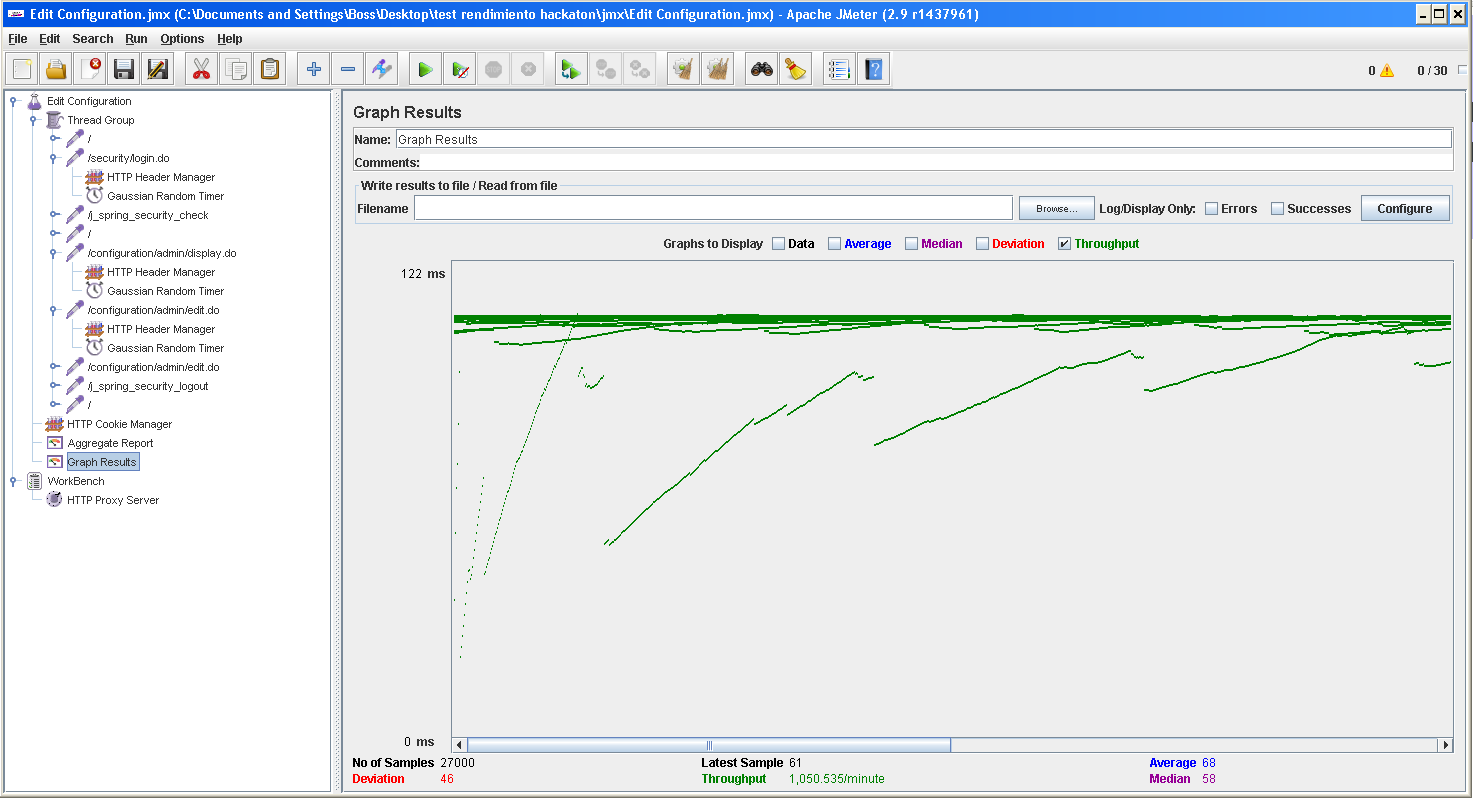 Edit Configuration.jmx (C:\Documents and Settings\Boss\Desktop\test rendimiento hackaton\jmx\Edit Configuration.jmx) - Apache JMeter (2.9 r1437961)
File Edit Search Run Options Help
0 0 / 30
Edit Configuration
Thread Group
/
/security/login.do
HTTP Header Manager
Gaussian Random Timer
/j_spring_security_check
/
/configuration/admin/display.do
HTTP Header Manager
Gaussian Random Timer
/configuration/admin/edit.do
HTTP Header Manager
Gaussian Random Timer
/configuration/admin/edit.do
/j_spring_security_logout
/
HTTP Cookie Manager
Aggregate Report
Graph Results
WorkBench
HTTP Proxy Server
Graph Results
Name: Graph Results
Comments:
Write results to file / Read from file
Filename Browse... Log/Display Only: Errors Successes Configure
Graphs to Display Data Average Median Deviation Throughput
122 ms
0 ms
No of Samples 27000 Latest Sample 61 Average 68
Deviation 46 Throughput 1,050.535/minute Median 58